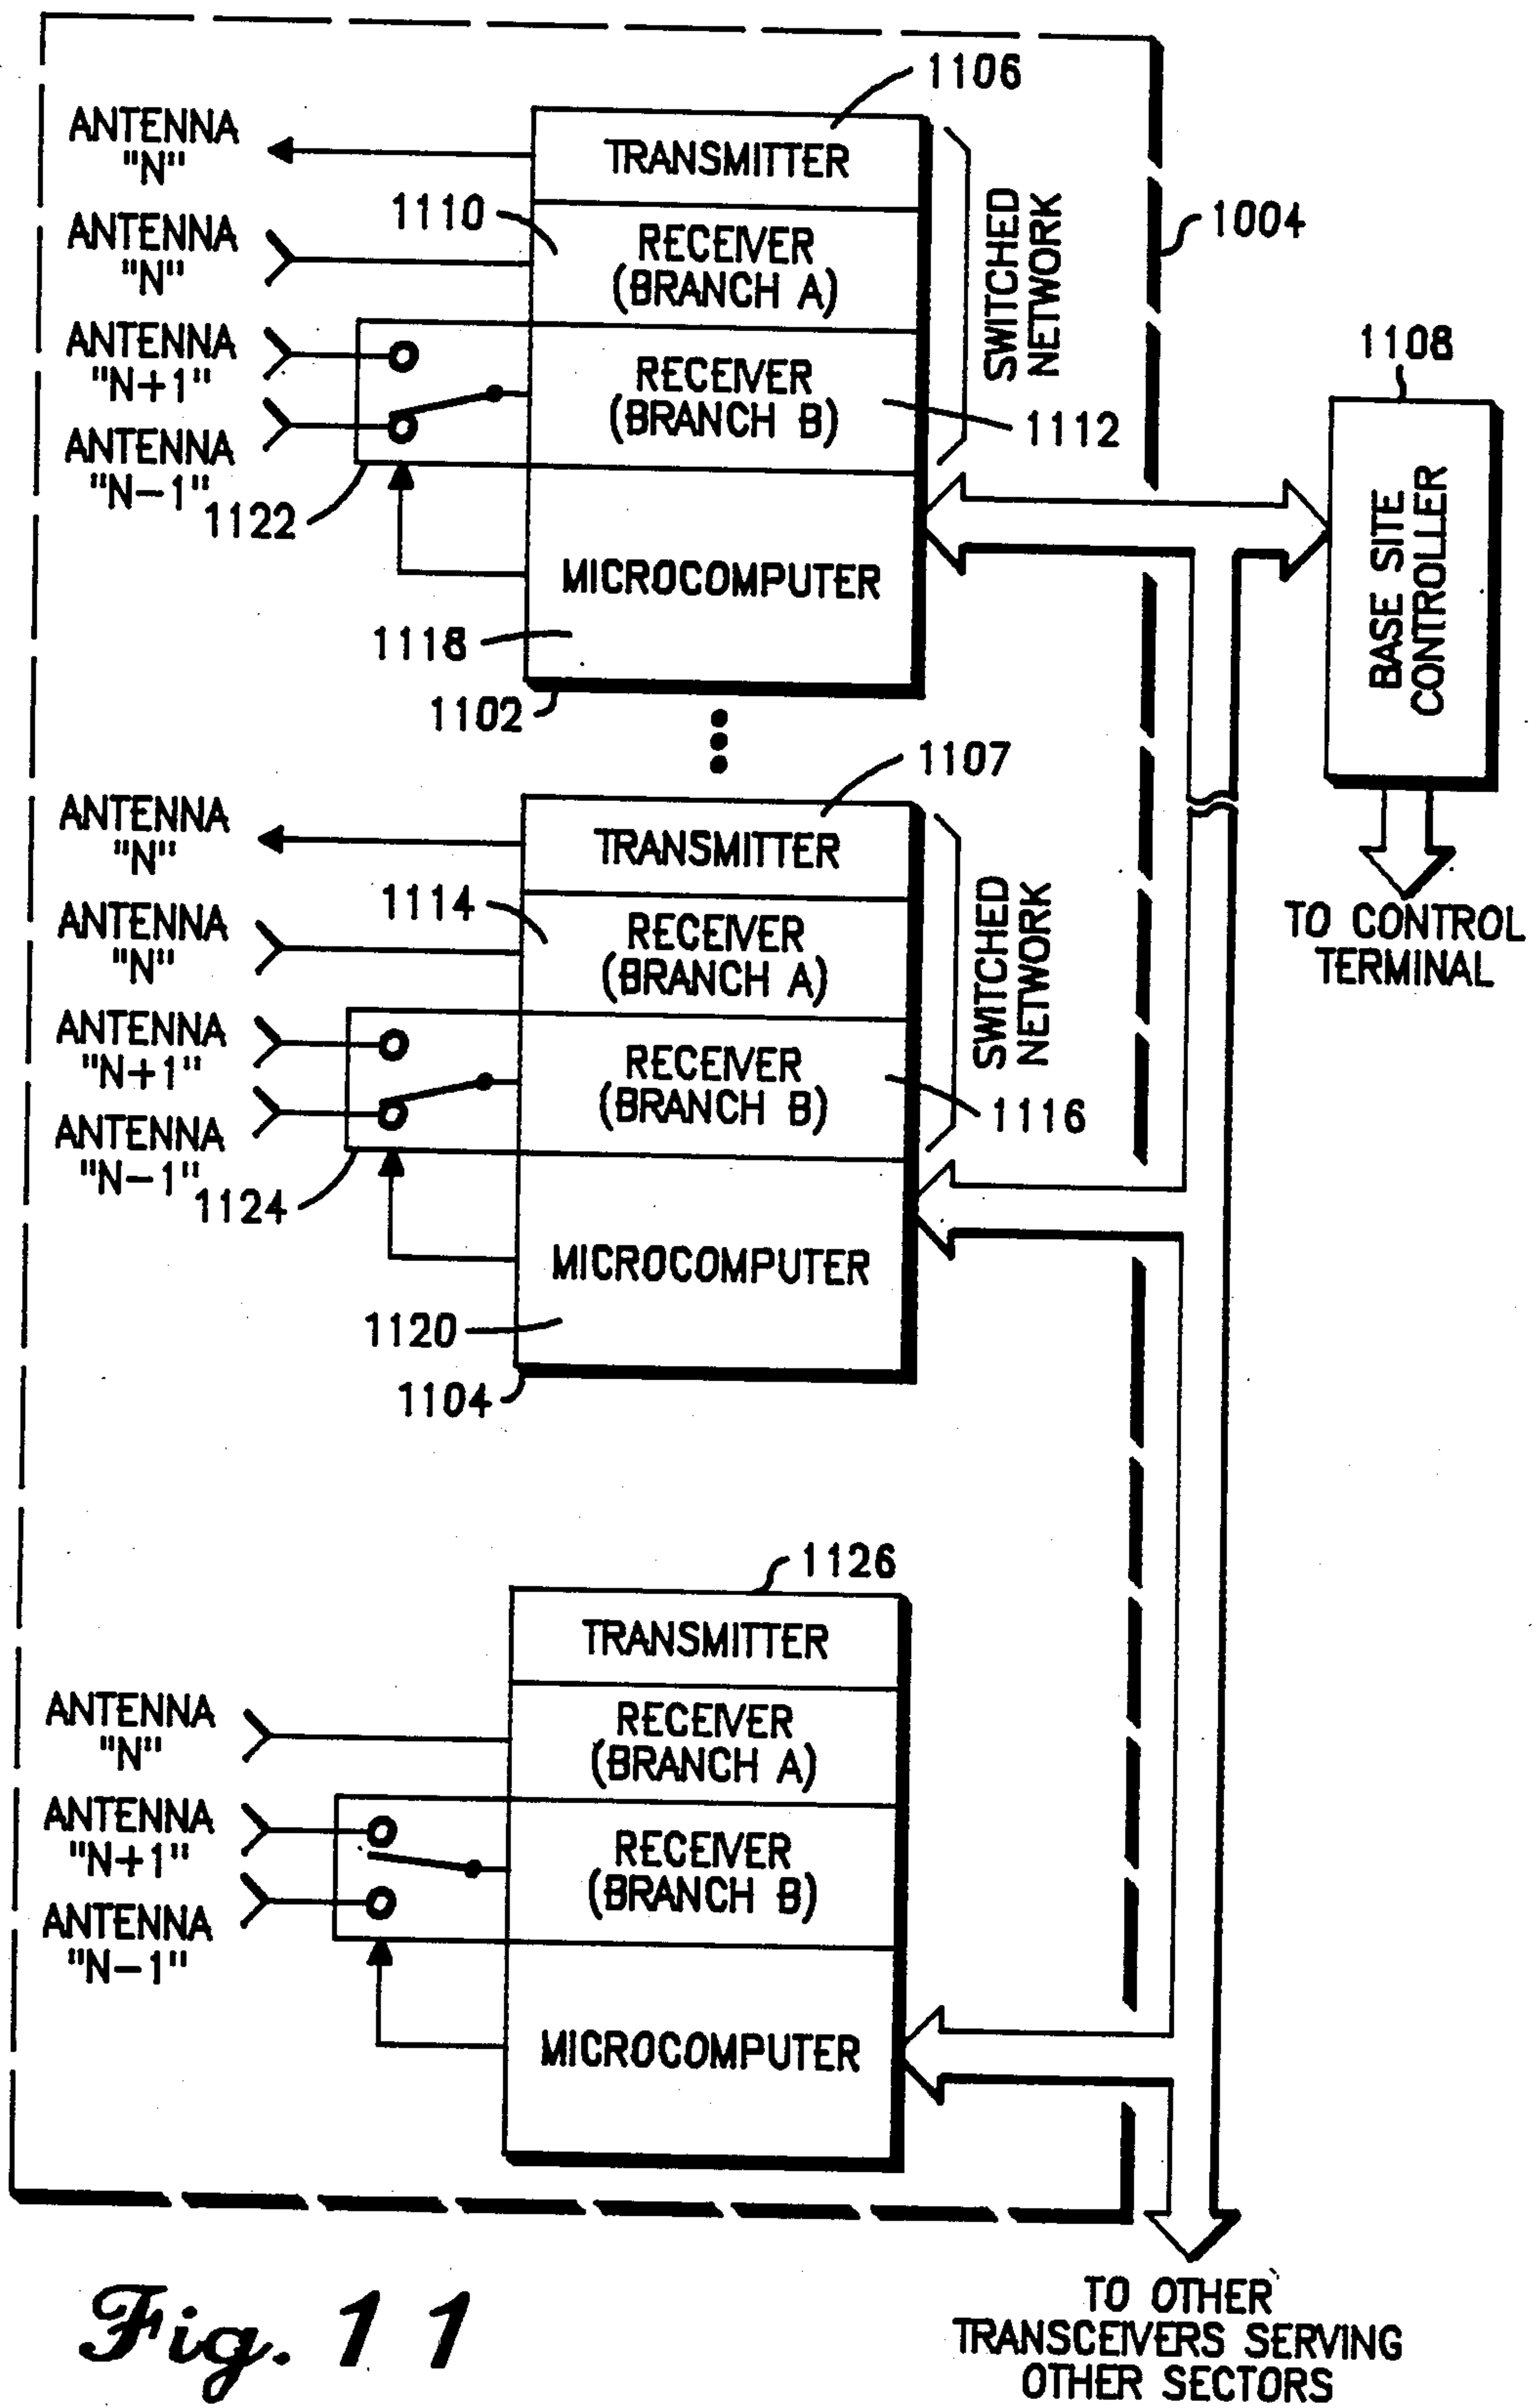 1106
ANTENNA
"N"
TRANSMITTER
1110
ANTENNA
"N"
RECEIVER
(BRANCH A)
SWITCHED
NETWORK
1004
ANTENNA
"N+1"
RECEIVER
(BRANCH B)
1112
ANTENNA
"N-1"
1122
1108
BASE SITE
CONTROLLER
MICROCOMPUTER
1118
1102
TO CONTROL
TERMINAL
1107
ANTENNA
"N"
TRANSMITTER
1114
ANTENNA
"N"
RECEIVER
(BRANCH A)
SWITCHED
NETWORK
ANTENNA
"N+1"
RECEIVER
(BRANCH B)
1116
ANTENNA
"N-1"
1124
MICROCOMPUTER
1120
1104
1126
TRANSMITTER
ANTENNA
"N"
RECEIVER
(BRANCH A)
ANTENNA
"N+1"
RECEIVER
(BRANCH B)
ANTENNA
"N-1"
MICROCOMPUTER
TO OTHER
TRANSCEIVERS SERVING
OTHER SECTORS
Fig. 11